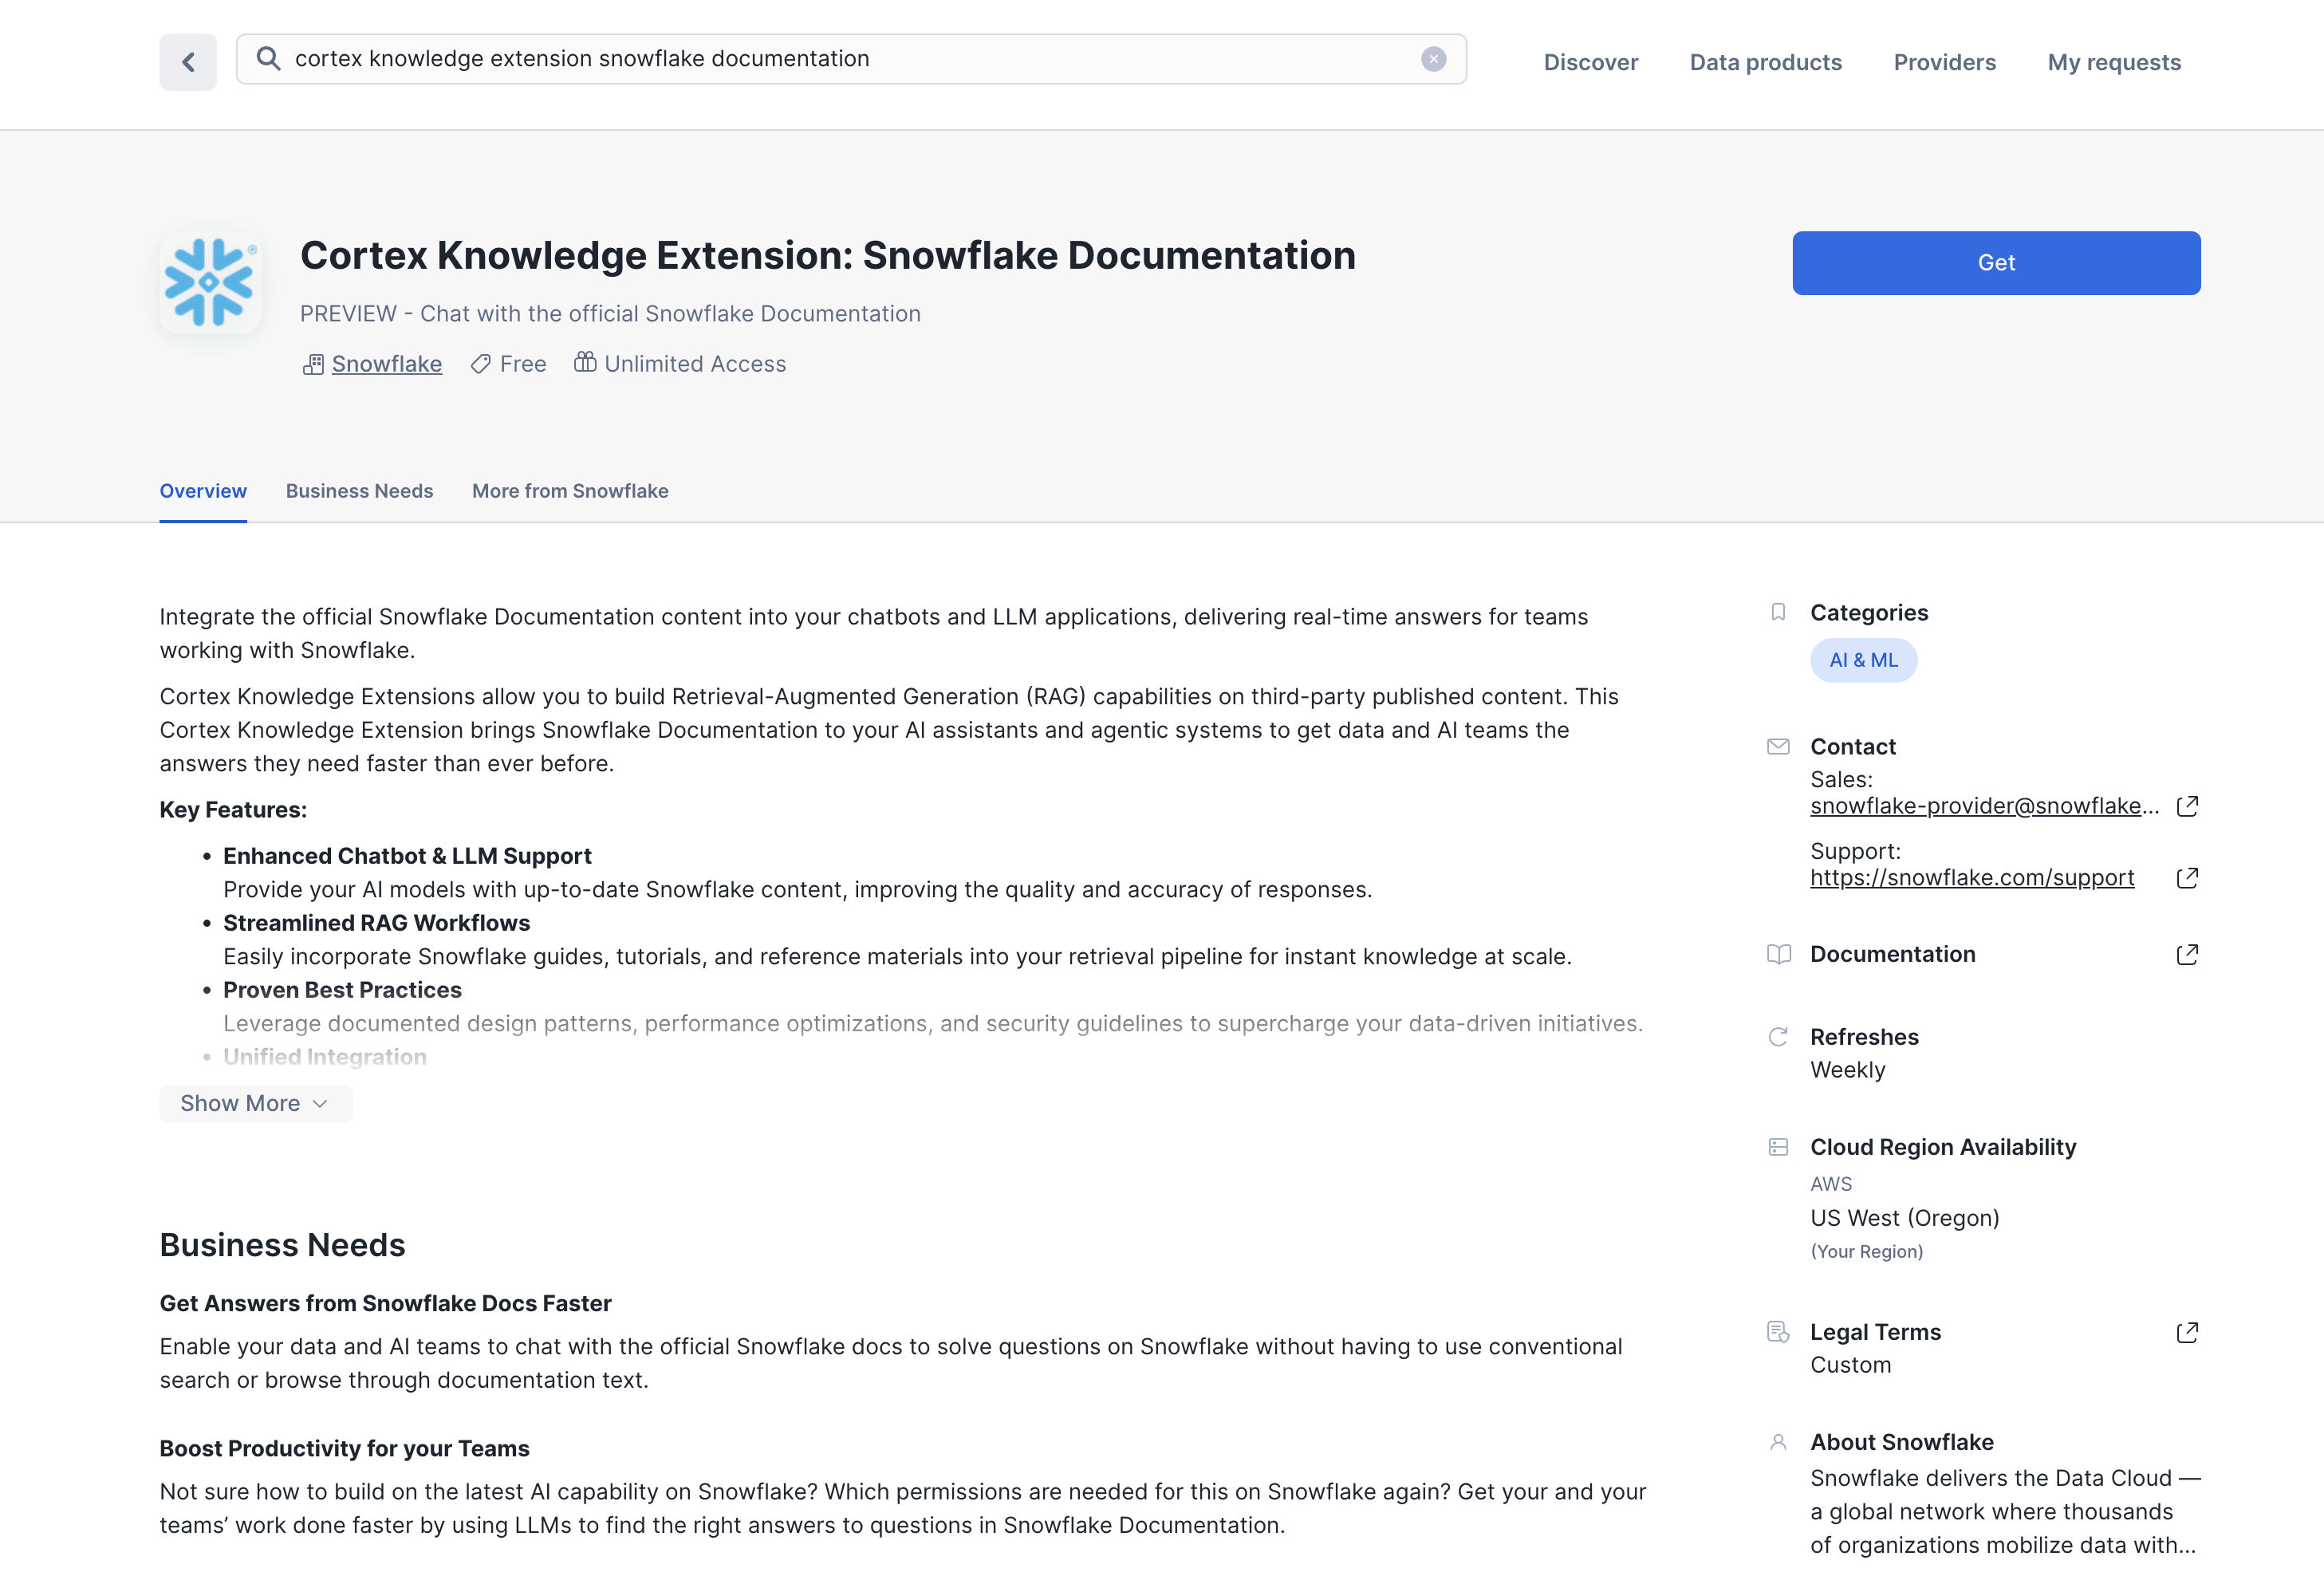 cortex knowledge extension snowflake documentation
Discover
Data products
Providers
My requests
Cortex Knowledge Extension: Snowflake Documentation
Get
PREVIEW - Chat with the official Snowflake Documentation
Snowflake
Free
Unlimited Access
Overview
Business Needs
More from Snowflake
Integrate the official Snowflake Documentation content into your chatbots and LLM applications, delivering real-time answers for teams
working with Snowflake.
Cortex Knowledge Extensions allow you to build Retrieval-Augmented Generation (RAG) capabilities on third-party published content. This
Cortex Knowledge Extension brings Snowflake Documentation to your AI assistants and agentic systems to get data and AI teams the
answers they need faster than ever before.
Key Features:
• Enhanced Chatbot & LLM Support
Provide your AI models with up-to-date Snowflake content, improving the quality and accuracy of responses.
• Streamlined RAG Workflows
Easily incorporate Snowflake guides, tutorials, and reference materials into your retrieval pipeline for instant knowledge at scale.
• Proven Best Practices
Leverage documented design patterns, performance optimizations, and security guidelines to supercharge your data-driven initiatives.
• Unified Integration
Show More
Business Needs
Get Answers from Snowflake Docs Faster
Enable your data and AI teams to chat with the official Snowflake docs to solve questions on Snowflake without having to use conventional
search or browse through documentation text.
Boost Productivity for your Teams
Not sure how to build on the latest AI capability on Snowflake? Which permissions are needed for this on Snowflake again? Get your and your
teams’ work done faster by using LLMs to find the right answers to questions in Snowflake Documentation.
Categories
AI & ML
Contact
Sales:
snowflake-provider@snowflake...
Support:
https://snowflake.com/support
Documentation
Refreshes
Weekly
Cloud Region Availability
AWS
US West (Oregon)
(Your Region)
Legal Terms
Custom
About Snowflake
Snowflake delivers the Data Cloud —
a global network where thousands
of organizations mobilize data with...